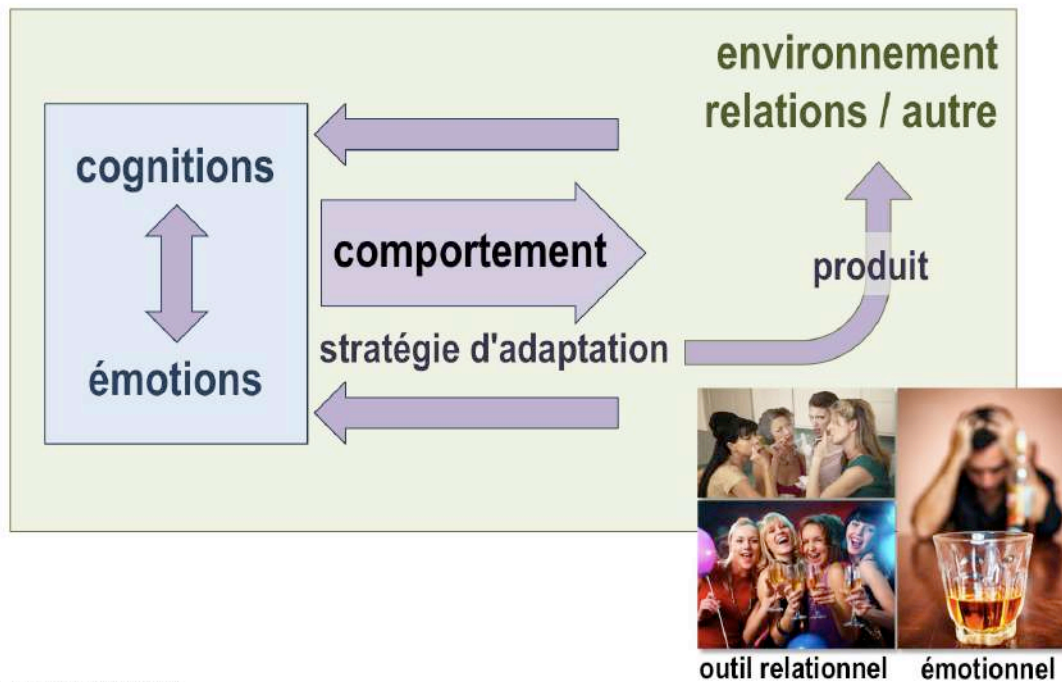 environnement
relations / autre
cognitions
comportement
produit
stratégie d'adaptation
émotions
outil relationnel
émotionnel